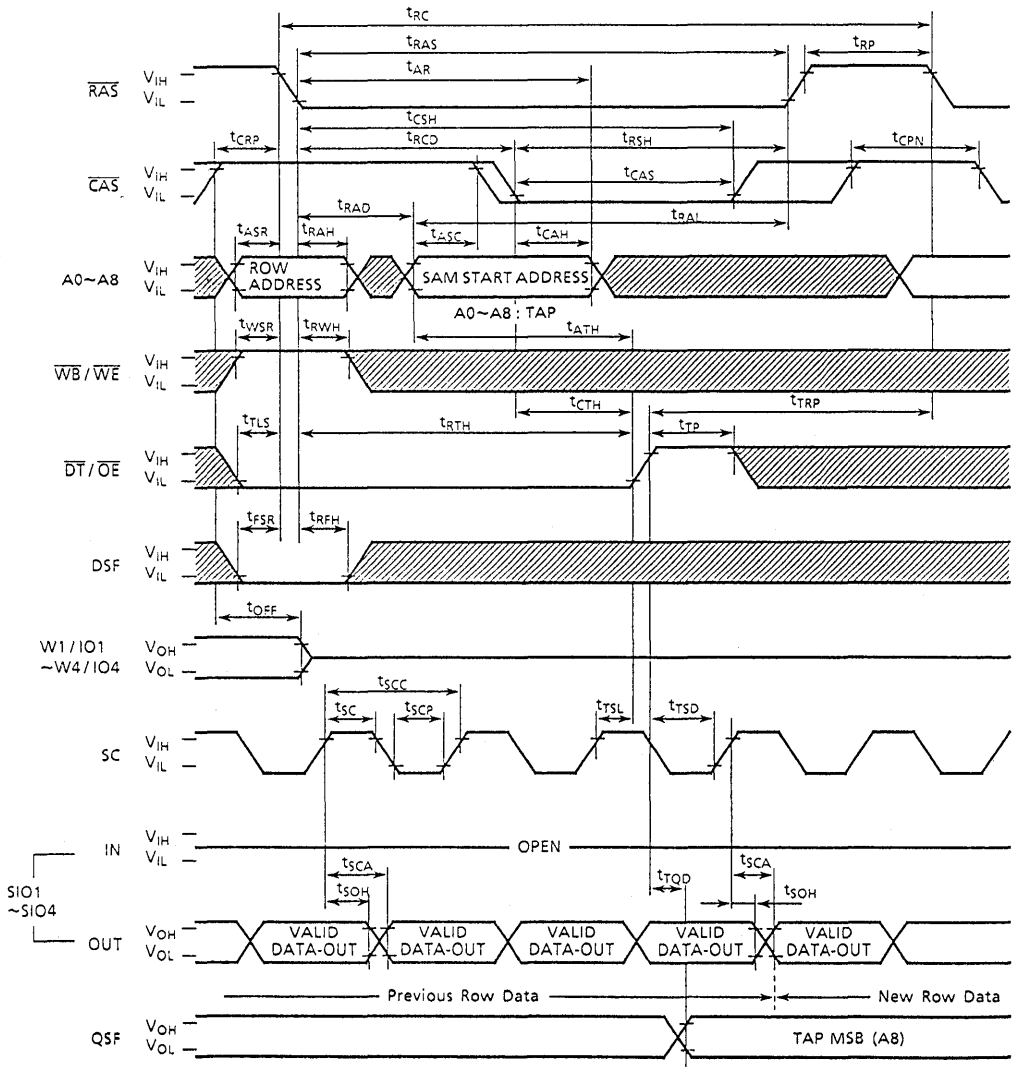 tRC
tRAS
tRP
tAR
RAS
VIH
VIL
tCSH
tCRP
tRCD
tRSH
tCPN
CAS
VIH
VIL
tCAS
tRAD
tRAL
tASR
tRAH
tASC
tCAH
A0~A8
VIH
VIL
ROW
ADDRESS
SAM START ADDRESS
A0~A8 : TAP
tWSR
tRWH
tATH
WB/WE
VIH
VIL
tCTH
tTRP
tTLS
tRTH
tTP
DT/OE
VIH
VIL
tFSR
tRFH
DSF
VIH
VIL
tOFF
W1/IO1
~W4/IO4
VOH
VOL
tSCC
tSC
tSCP
tTSL
tTSD
SC
VIH
VIL
IN
VIH
VIL
OPEN
tSCA
tSOH
tTQD
tSCA
tSOH
SIO1
~SIO4
OUT
VOH
VOL
VALID
DATA-OUT
VALID
DATA-OUT
VALID
DATA-OUT
VALID
DATA-OUT
VALID
DATA-OUT
Previous Row Data
New Row Data
QSF
VOH
VOL
TAP MSB (A8)